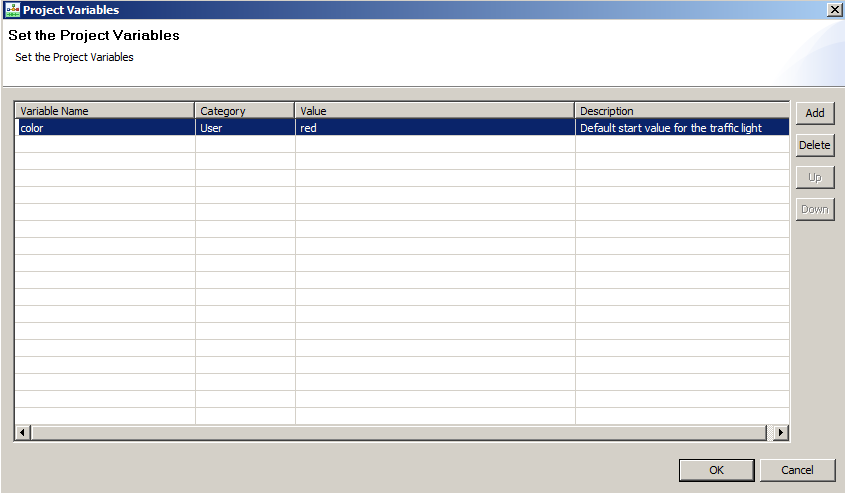 Project Variables
Set the Project Variables
Set the Project Variables
Variable Name Category Value Description
color User red Default start value for the traffic light
Add
Delete
Up
Down
OK Cancel